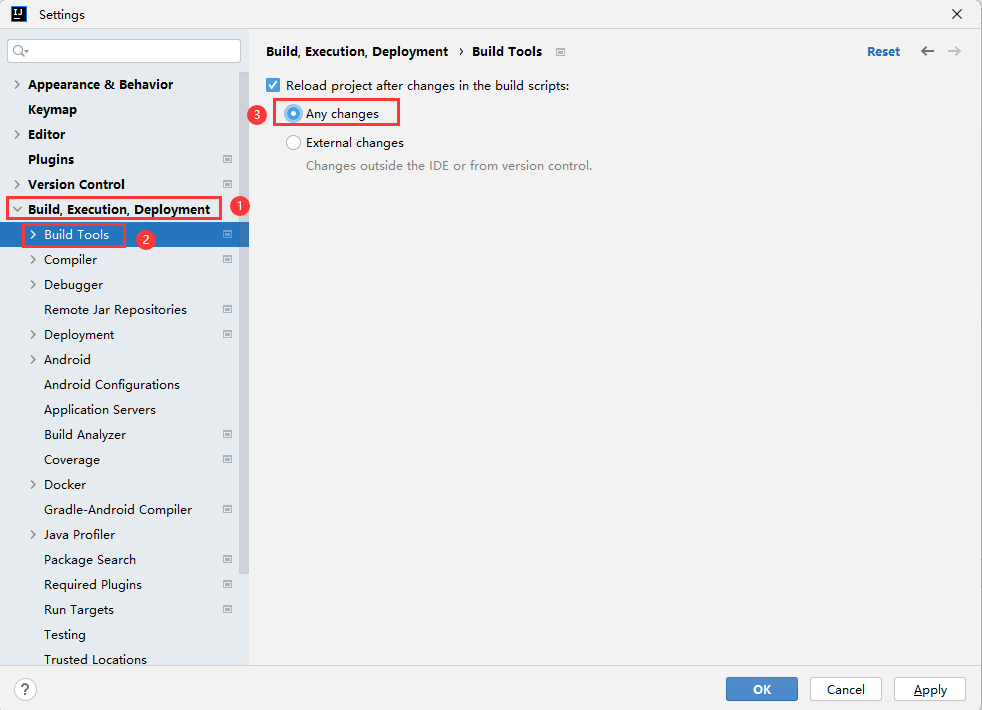 Settings
Build, Execution, Deployment › Build Tools
Reset
Appearance & Behavior
Keymap
Editor
Plugins
Version Control
Build, Execution, Deployment
1
Build Tools
2
Compiler
Debugger
Remote Jar Repositories
Deployment
Android
Android Configurations
Application Servers
Build Analyzer
Coverage
Docker
Gradle-Android Compiler
Java Profiler
Package Search
Required Plugins
Run Targets
Testing
Trusted Locations
Reload project after changes in the build scripts:
3
Any changes
External changes
Changes outside the IDE or from version control.
?
OK
Cancel
Apply